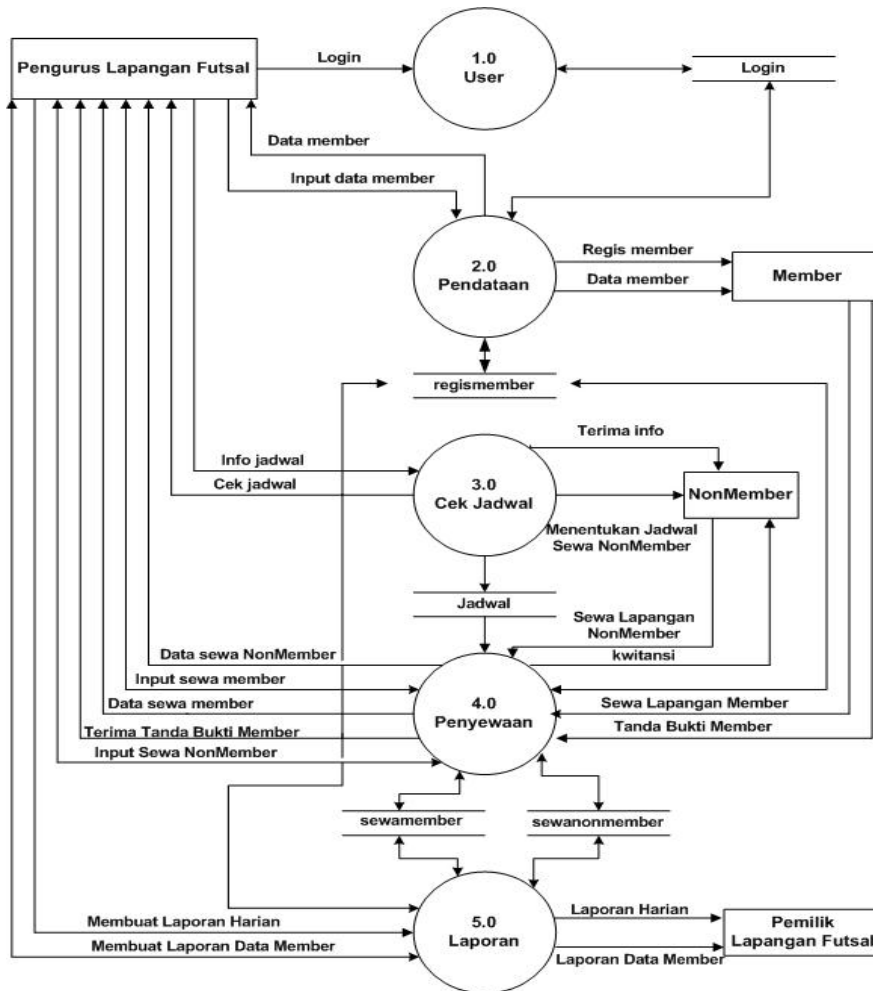 Pengurus Lapangan Futsal
Login
1.0
User
Login
Data member
Input data member
2.0
Pendataan
Regis member
Data member
Member
regismember
Terima info
Info jadwal
Cek jadwal
3.0
Cek Jadwal
NonMember
Menentukan Jadwal
Sewa NonMember
Jadwal
Sewa Lapangan
NonMember
Data sewa NonMember
kwitansi
Input sewa member
Data sewa member
4.0
Penyewaan
Sewa Lapangan Member
Terima Tanda Bukti Member
Tanda Bukti Member
Input Sewa NonMember
sewamember
sewanonmember
Membuat Laporan Harian
Membuat Laporan Data Member
5.0
Laporan
Laporan Harian
Laporan Data Member
Pemilik
Lapangan Futsal